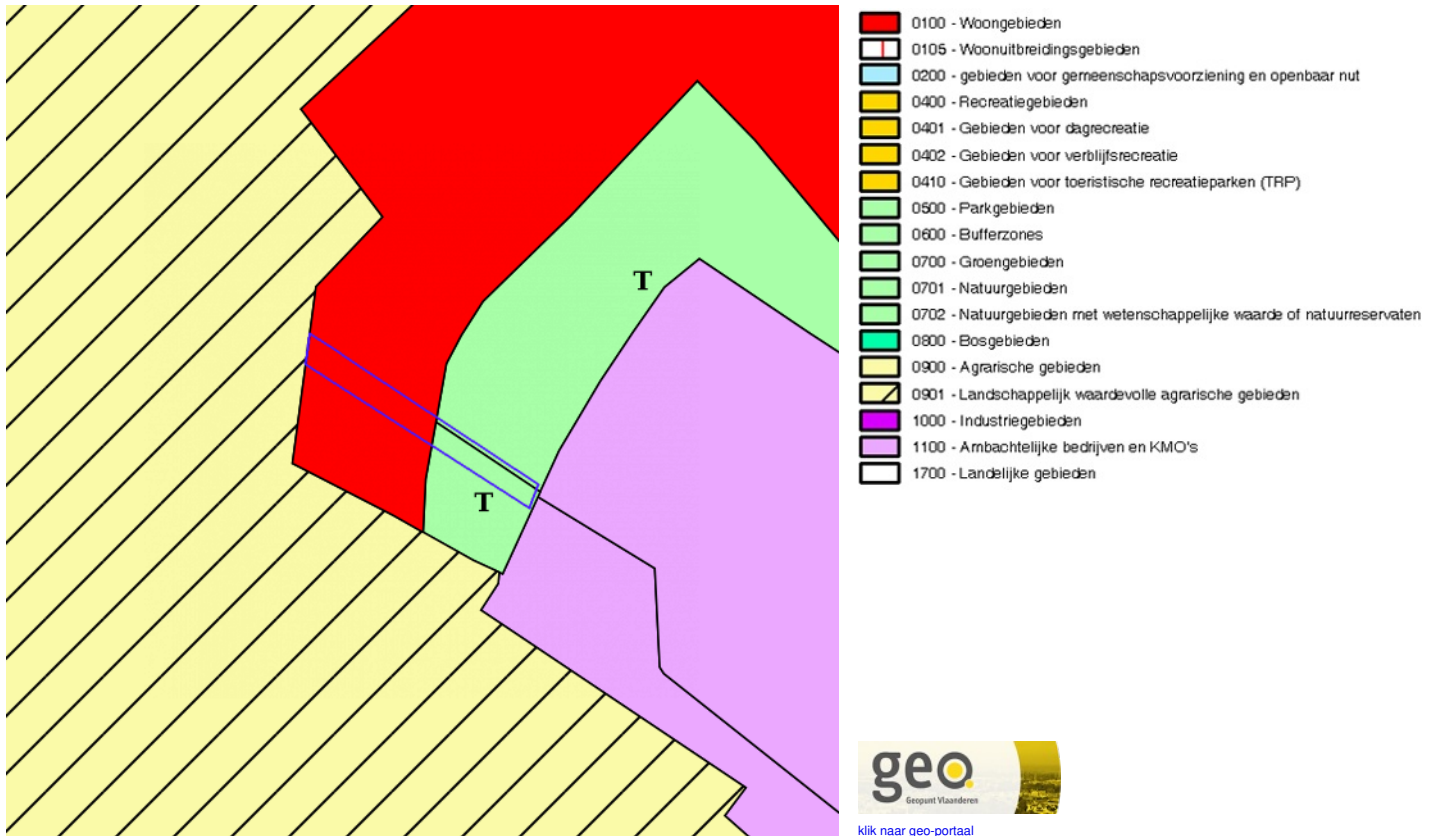 T
T
0100 - Woongebieden
0105 - Woonuitbreidingsgebieden
0200 - gebieden voor gemeenschapsvoorziening en openbaar nut
0400 - Recreatiegebieden
0401 - Gebieden voor dagrecreatie
0402 - Gebieden voor verblijfsrecreatie
0410 - Gebieden voor toeristische recreatieparken (TRP)
0500 - Parkgebieden
0600 - Bufferzones
0700 - Groengebieden
0701 - Natuurgebieden
0702 - Natuurgebieden met wetenschappelijke waarde of natuurreservaten
0800 - Bosgebieden
0900 - Agrarische gebieden
0901 - Landschappelijk waardevolle agrarische gebieden
1000 - Industriegebieden
1100 - Ambachtelijke bedrijven en KMO's
1700 - Landelijke gebieden
geo
Geopunt Vlaanderen
klik naar geo-portaal